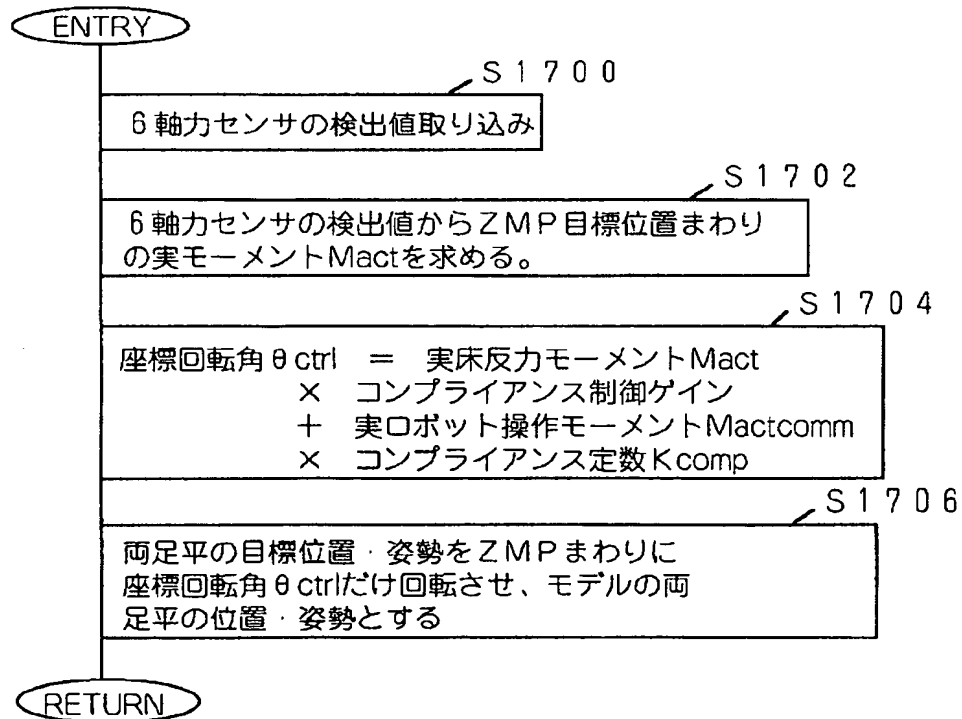 ENTRY
S1700
6軸力センサの検出値取り込み
S1702
6軸力センサの検出値からZMP目標位置まわり
の実モーメントMactを求める。
S1704
座標回転角θctrl = 実床反力モーメントMact
× コンプライアンス制御ゲイン
+ 実ロボット操作モーメントMactcomm
× コンプライアンス定数Kcomp
S1706
両足平の目標位置・姿勢をZMPまわりに
座標回転角θctrlだけ回転させ、モデルの両
足平の位置・姿勢とする
RETURN